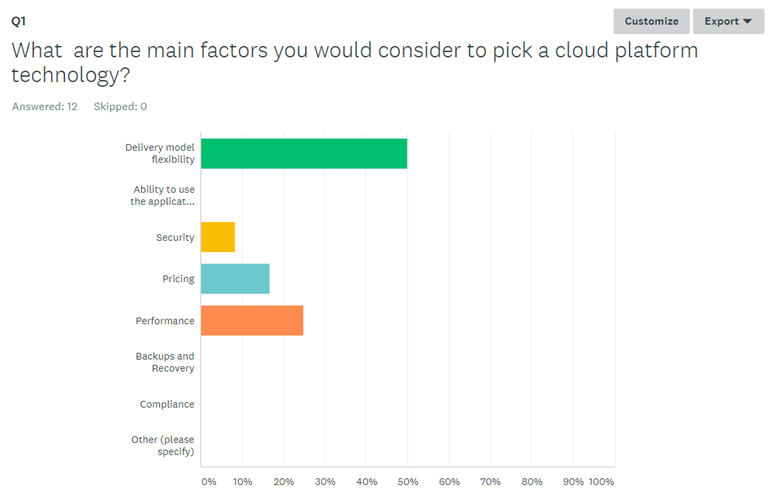 Q1
Customize
Export
What are the main factors you would consider to pick a cloud platform
technology?
Answered: 12 Skipped: 0
Delivery model
flexibility
Ability to use
the applicat...
Security
Pricing
Performance
Backups and
Recovery
Compliance
Other (please
specify)
0% 10% 20% 30% 40% 50% 60% 70% 80% 90% 100%